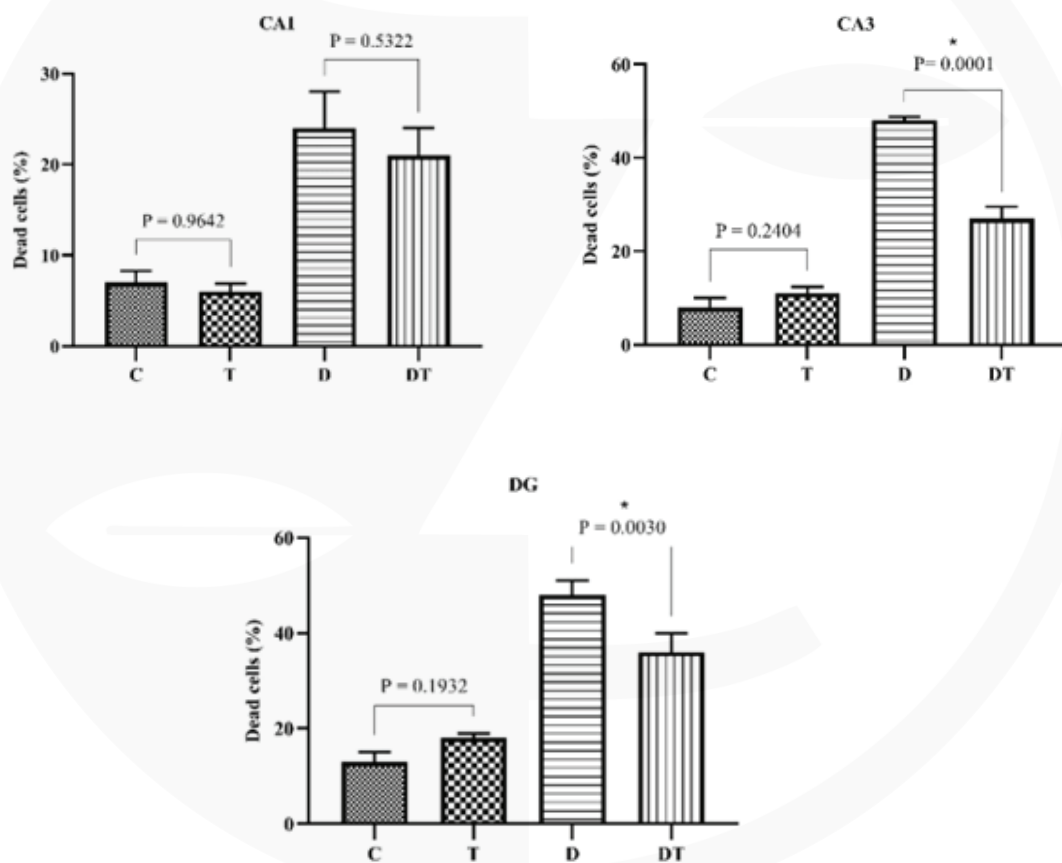 CA1
P = 0.5322
30
20
10
0
Dead cells (%)
P = 0.9642
C T D DT
CA3
*
P= 0.0001
60
40
20
0
Dead cells (%)
P = 0.2404
C T D DT
DG
*
P = 0.0030
60
40
20
0
Dead cells (%)
P = 0.1932
C T D DT